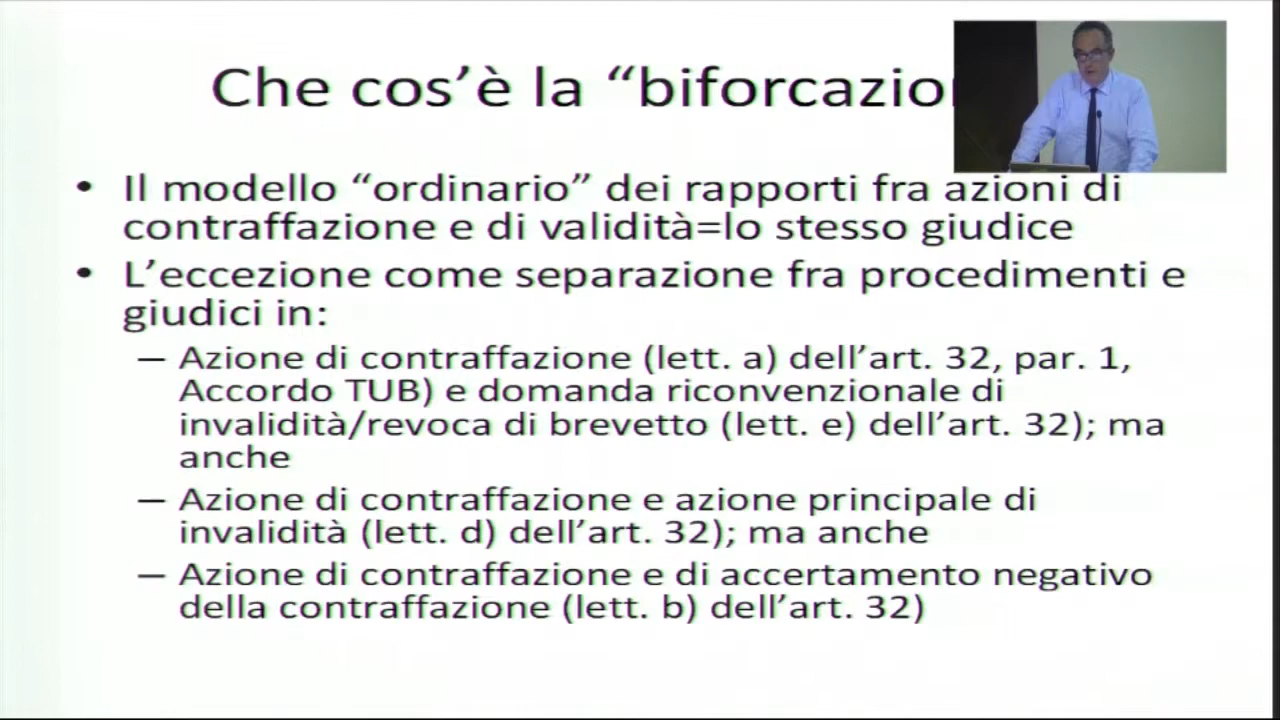 Che cos’è la “biforcazio
• Il modello “ordinario” dei rapporti fra azioni di
contraffazione e di validità=lo stesso giudice
• L’eccezione come separazione fra procedimenti e
giudici in:
– Azione di contraffazione (lett. a) dell’art. 32, par. 1,
Accordo TUB) e domanda riconvenzionale di
invalidità/revoca di brevetto (lett. e) dell’art. 32); ma
anche
– Azione di contraffazione e azione principale di
invalidità (lett. d) dell’art. 32); ma anche
– Azione di contraffazione e di accertamento negativo
della contraffazione (lett. b) dell’art. 32)